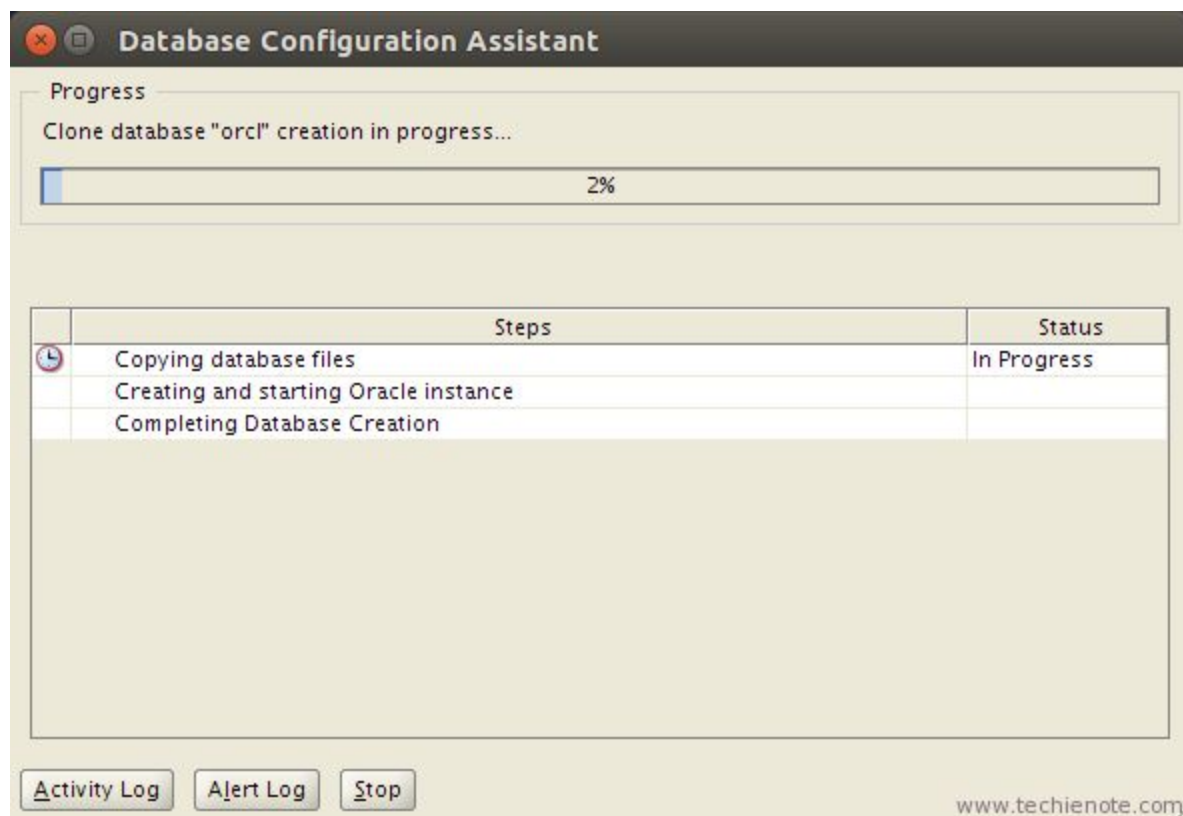 Database Configuration Assistant
Progress
Clone database "orcl" creation in progress...
2%
Steps Status
Copying database files In Progress
Creating and starting Oracle instance
Completing Database Creation
Activity Log Alert Log Stop
www.techienote.com